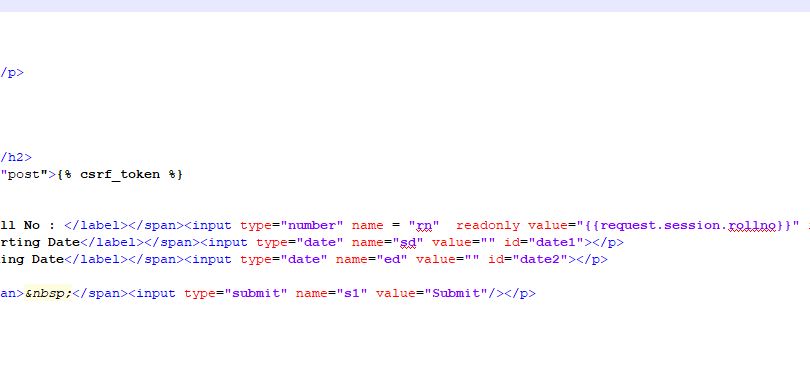 /p>
/h2>
"post">{% csrf_token %}
ll No : </label></span><input type="number" name = "rn"  readonly value="{{request.session.rollno}}"
rting Date</label></span><input type="date" name="sd" value="" id="date1"></p>
ing Date</label></span><input type="date" name="ed" value="" id="date2"></p>
an>&nbsp;</span><input type="submit" name="s1" value="Submit"/></p>